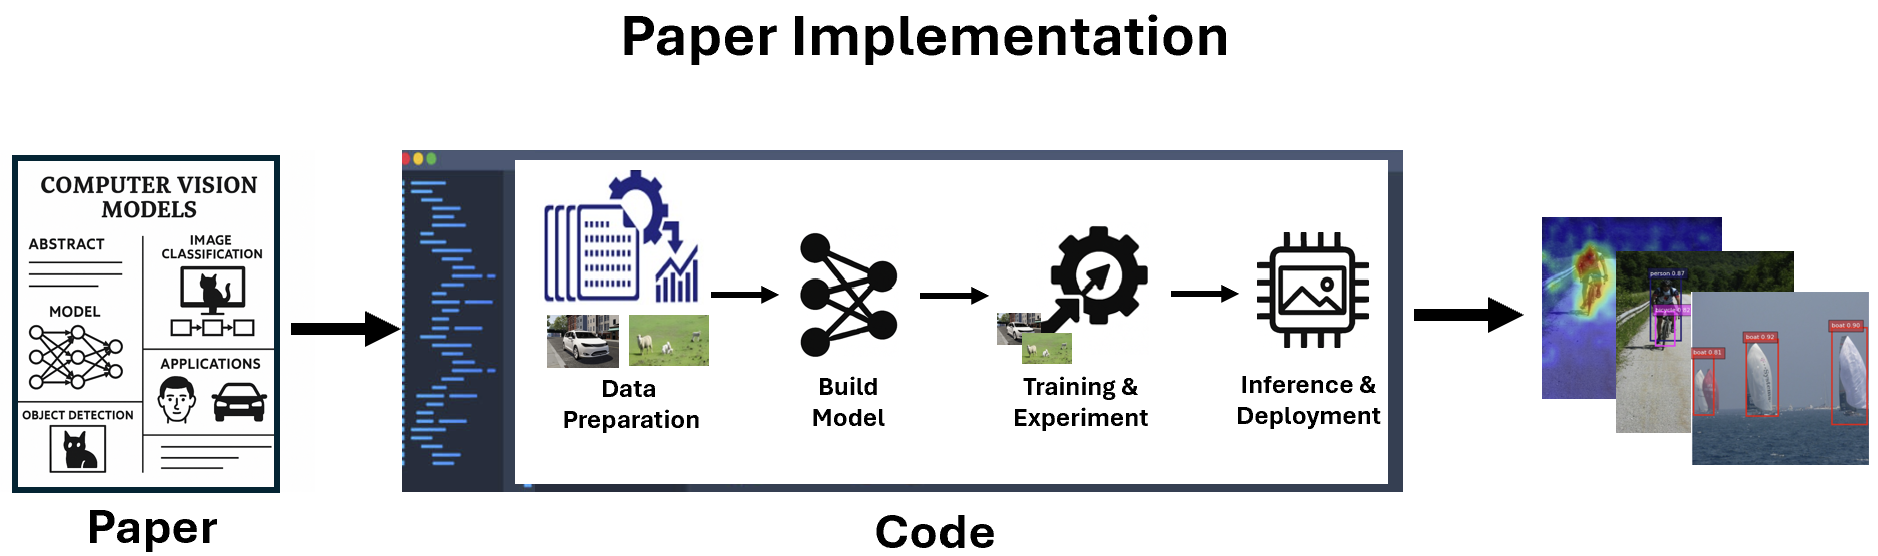 Paper Implementation
COMPUTER VISION
MODELS
ABSTRACT
MODEL
OBJECT DETECTION
IMAGE
CLASSIFICATION
APPLICATIONS
Paper
Data
Preparation
Build
Model
Training &
Experiment
Inference &
Deployment
Code
person 0.87
bicycle 0.82
boat 0.81
boat 0.92
boat 0.90